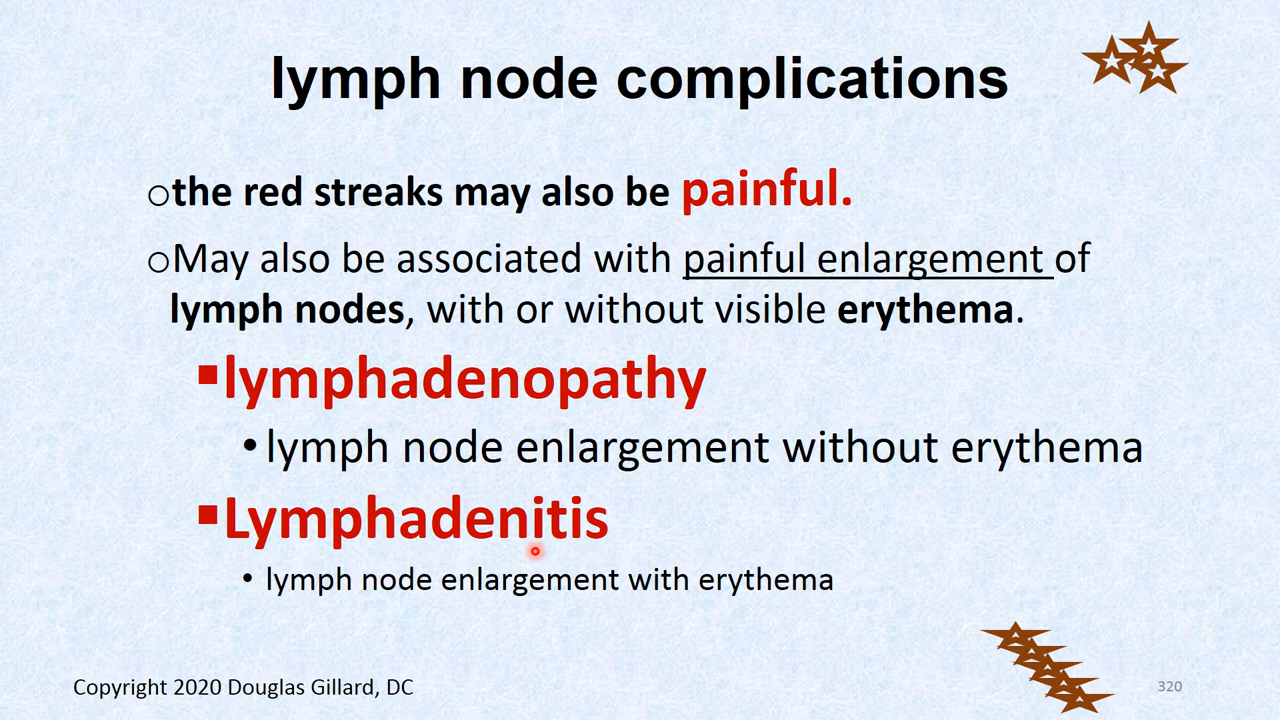 lymph node complications
○the red streaks may also be painful.
○May also be associated with painful enlargement of
lymph nodes, with or without visible erythema.
▪lymphadenopathy
•lymph node enlargement without erythema
▪Lymphadenitis
• lymph node enlargement with erythema
Copyright 2020 Douglas Gillard, DC
320